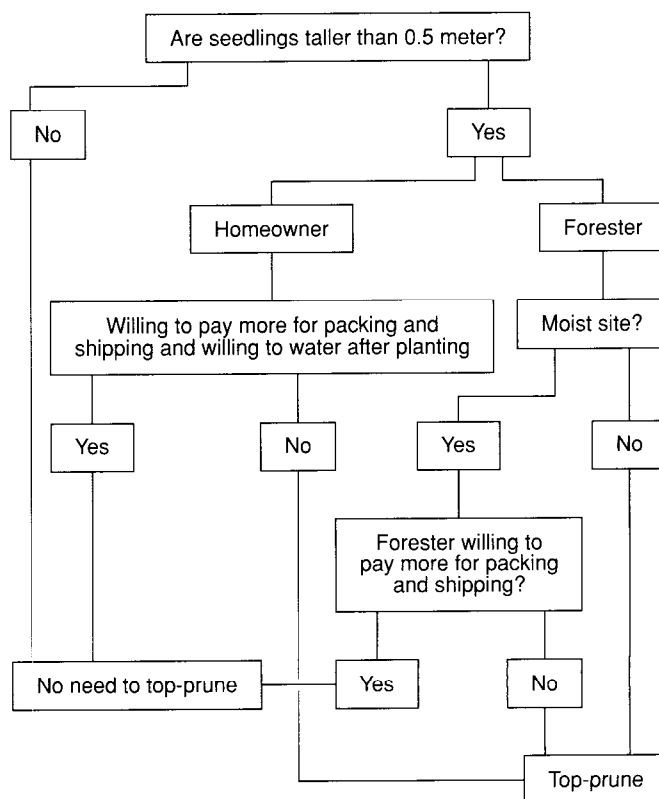 Are seedlings taller than 0.5 meter?
No
Yes
Homeowner
Forester
Willing to pay more for packing and
shipping and willing to water after planting
Moist site?
Yes
No
Yes
No
Forester willing to
pay more for packing
and shipping?
No need to top-prune
Yes
No
Top-prune